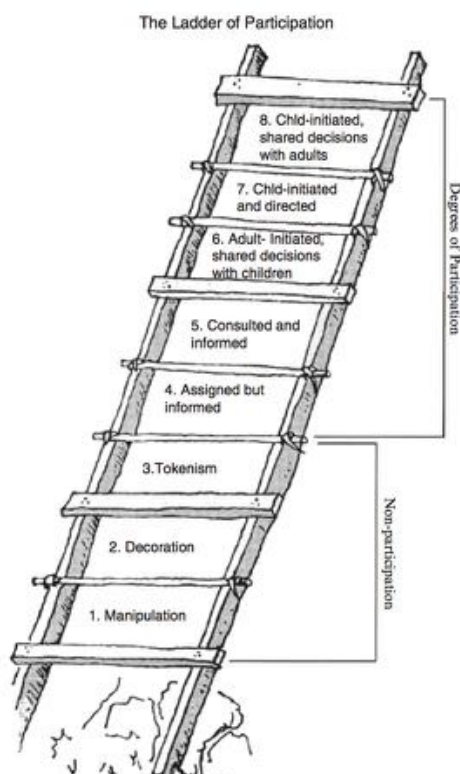 The Ladder of Participation
8. Chld-initiated,
shared decisions
with adults
7. Chld-initiated
and directed
6. Adult- Initiated,
shared decisions
with children
5. Consulted and
informed
4. Assigned but
informed
3.Tokenism
2. Decoration
1. Manipulation
Degrees of Participation
Non-participation